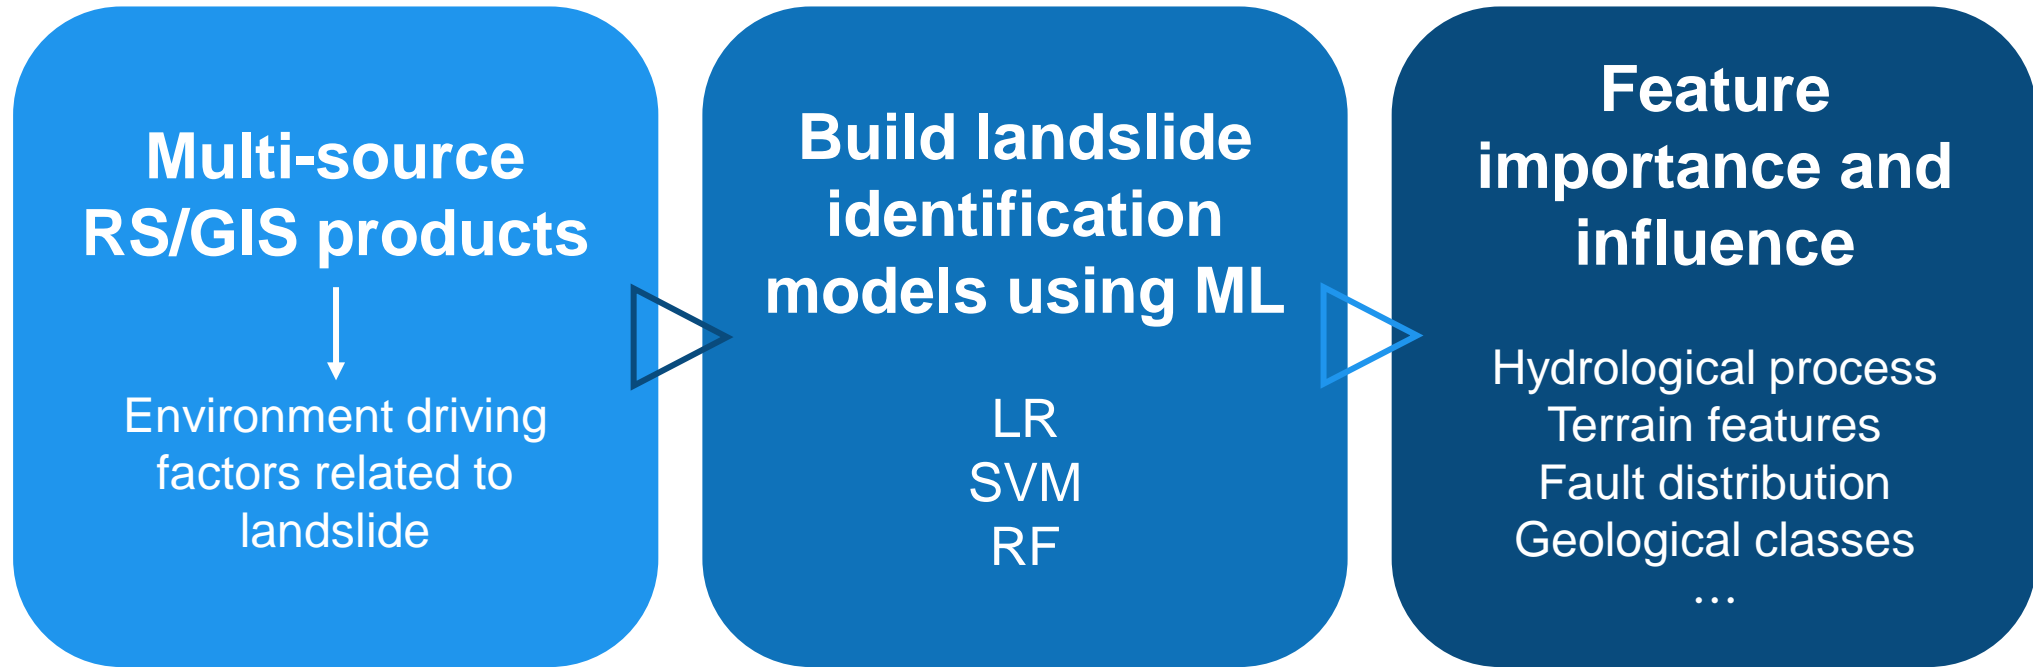 Multi-source
RS/GIS products
Environment driving
factors related to
landslide
Build landslide
identification
models using ML
LR
SVM
RF
Feature
importance and
influence
Hydrological process
Terrain features
Fault distribution
Geological classes
…